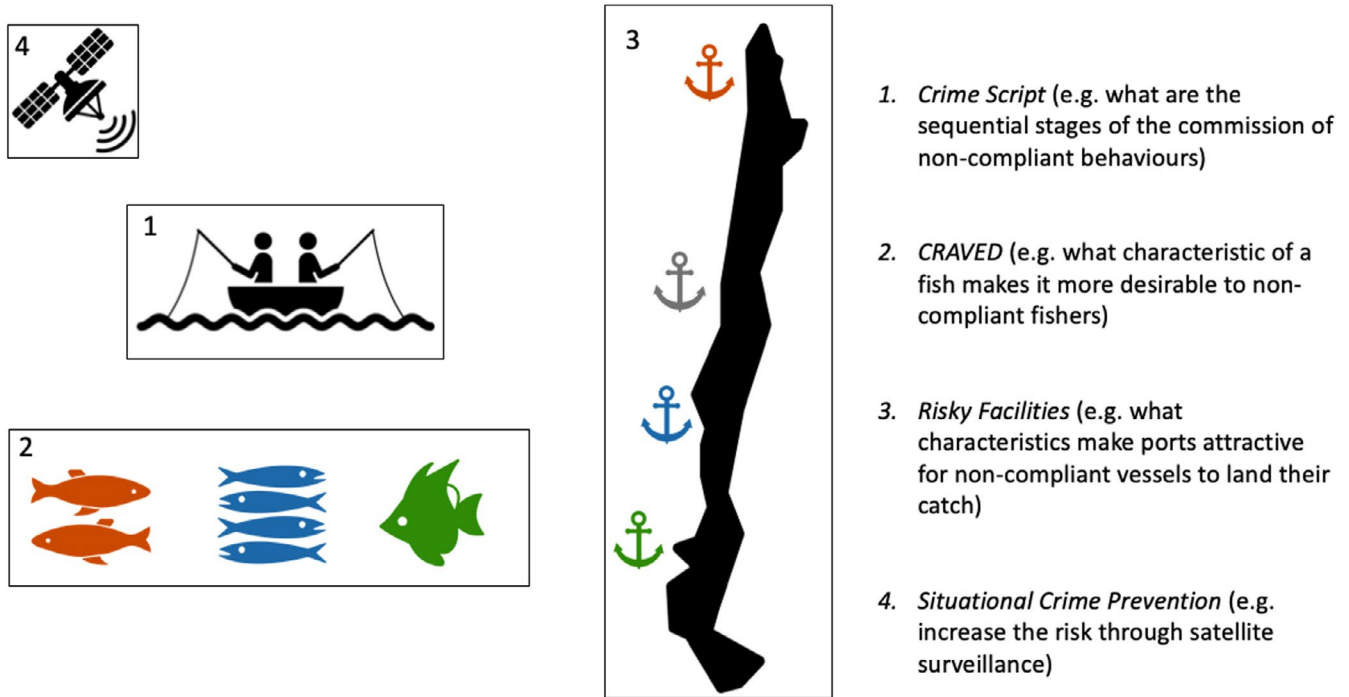 4
1
2
3
1. Crime Script (e.g. what are the
sequential stages of the commission of
non-compliant behaviours)
2. CRAVED (e.g. what characteristic of a
fish makes it more desirable to non-
compliant fishers)
3. Risky Facilities (e.g. what
characteristics make ports attractive
for non-compliant vessels to land their
catch)
4. Situational Crime Prevention (e.g.
increase the risk through satellite
surveillance)